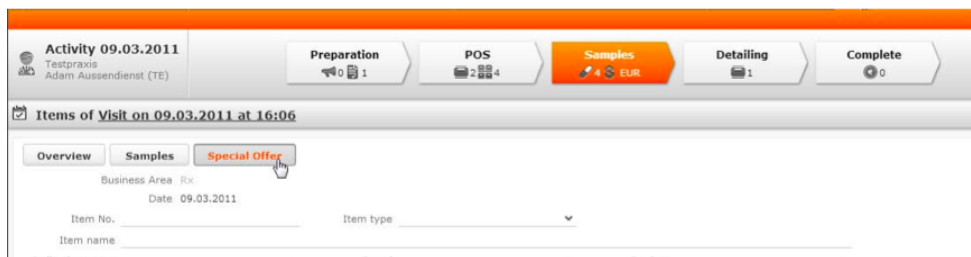 Activity 09.03.2011
Testpraxis
Adam Aussendienst (TE)
Preparation
0 1
POS
2 4
Samples
4 EUR
Detailing
1
Complete
0
Items of Visit on 09.03.2011 at 16:06
Overview Samples Special Offer
Business Area Rx
Date 09.03.2011
Item No. Item type
Item name